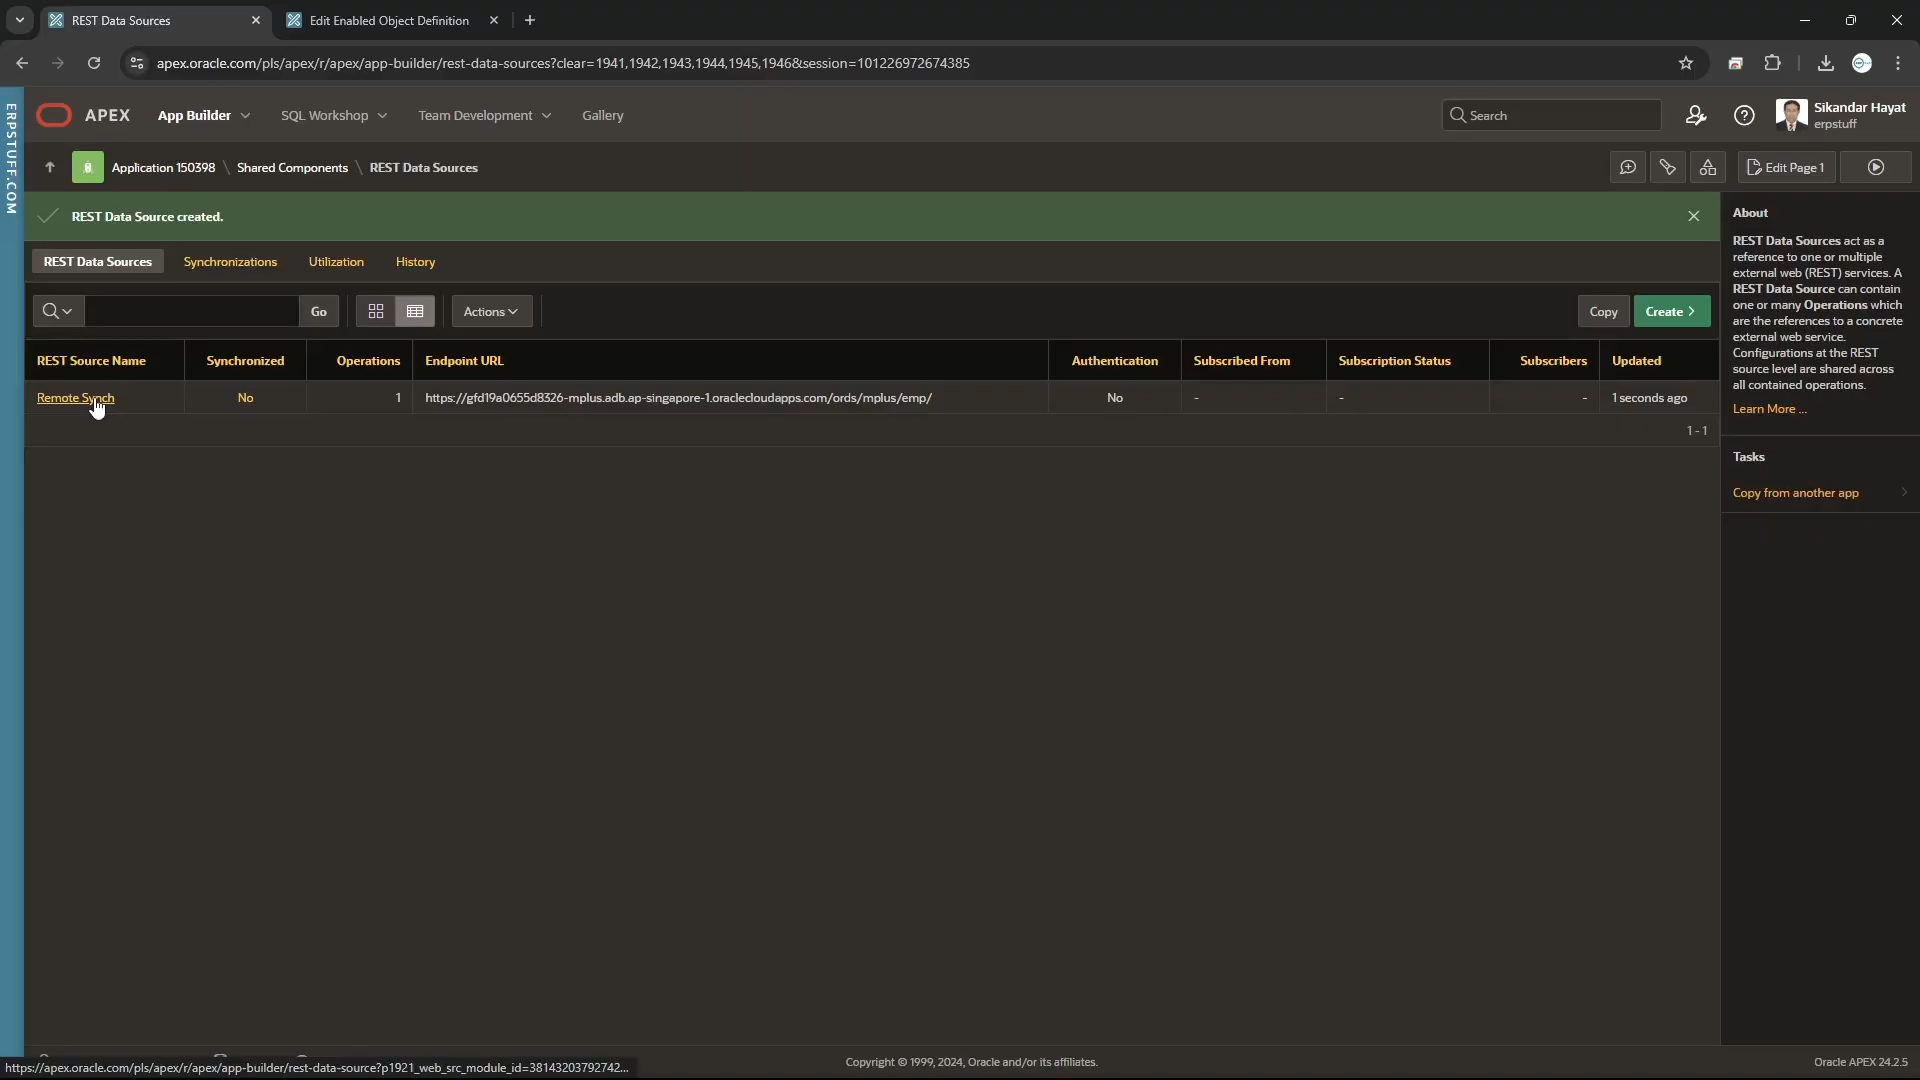 REST Data Sources
Edit Enabled Object Definition
apex.oracle.com/pls/apex/r/apex/app-builder/rest-data-sources?clear=1941,1942,1943,1944,1945,1946&session=101226972674385
ERPSTUFF.COM
APEX
App Builder
SQL Workshop
Team Development
Gallery
Search
Sikandar Hayat
erpstuff
Application 150398 \ Shared Components \ REST Data Sources
Edit Page 1
REST Data Source created.
REST Data Sources
Synchronizations
Utilization
History
Go
Actions
Copy
Create
REST Source Name
Synchronized
Operations
Endpoint URL
Authentication
Subscribed From
Subscription Status
Subscribers
Updated
Remote Synch
No
1
https://gfd19a0655d8326-mplus.adb.ap-singapore-1.oraclecloudapps.com/ords/mplus/emp/
No
-
-
-
1 seconds ago
1 - 1
About
REST Data Sources act as a
reference to one or multiple
external web (REST) services. A
REST Data Source can contain
one or many Operations which
are the references to a concrete
external web service.
Configurations at the REST
source level are shared across
all contained operations.
Learn More ...
Tasks
Copy from another app
https://apex.oracle.com/pls/apex/r/apex/app-builder/rest-data-source?p1921_web_src_module_id=38143203792742...
Copyright © 1999, 2024, Oracle and/or its affiliates.
Oracle APEX 24.2.5